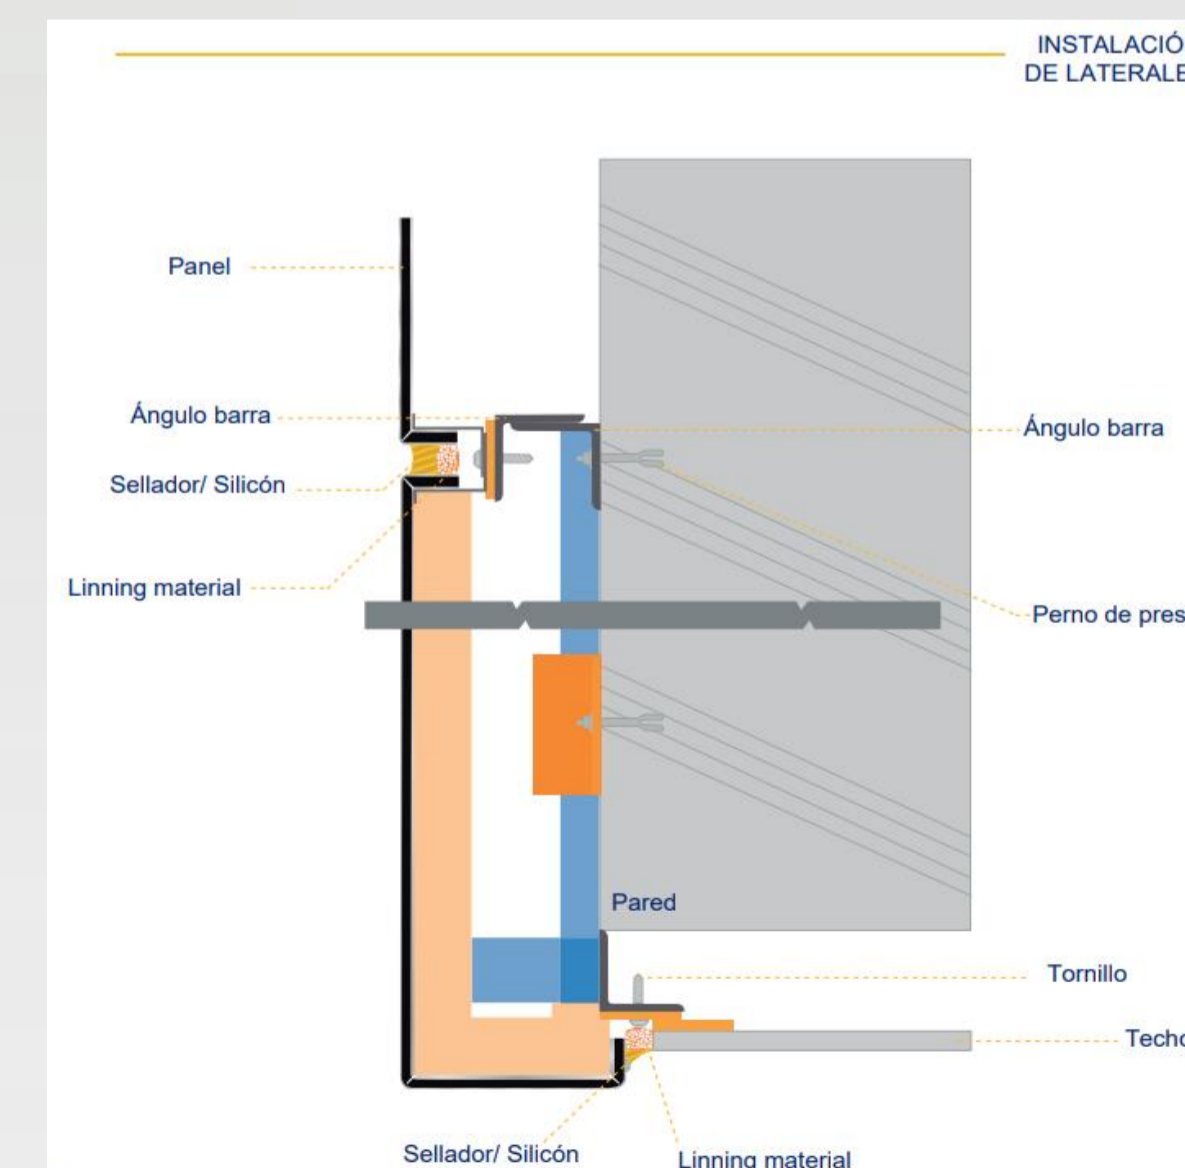 INSTALACIÓ
DE LATERALE
Panel
Ángulo barra
Ángulo barra
Sellador/ Silicón
Linning material
Perno de pres
Pared
Tornillo
Techo
Sellador/ Silicón
Linning material